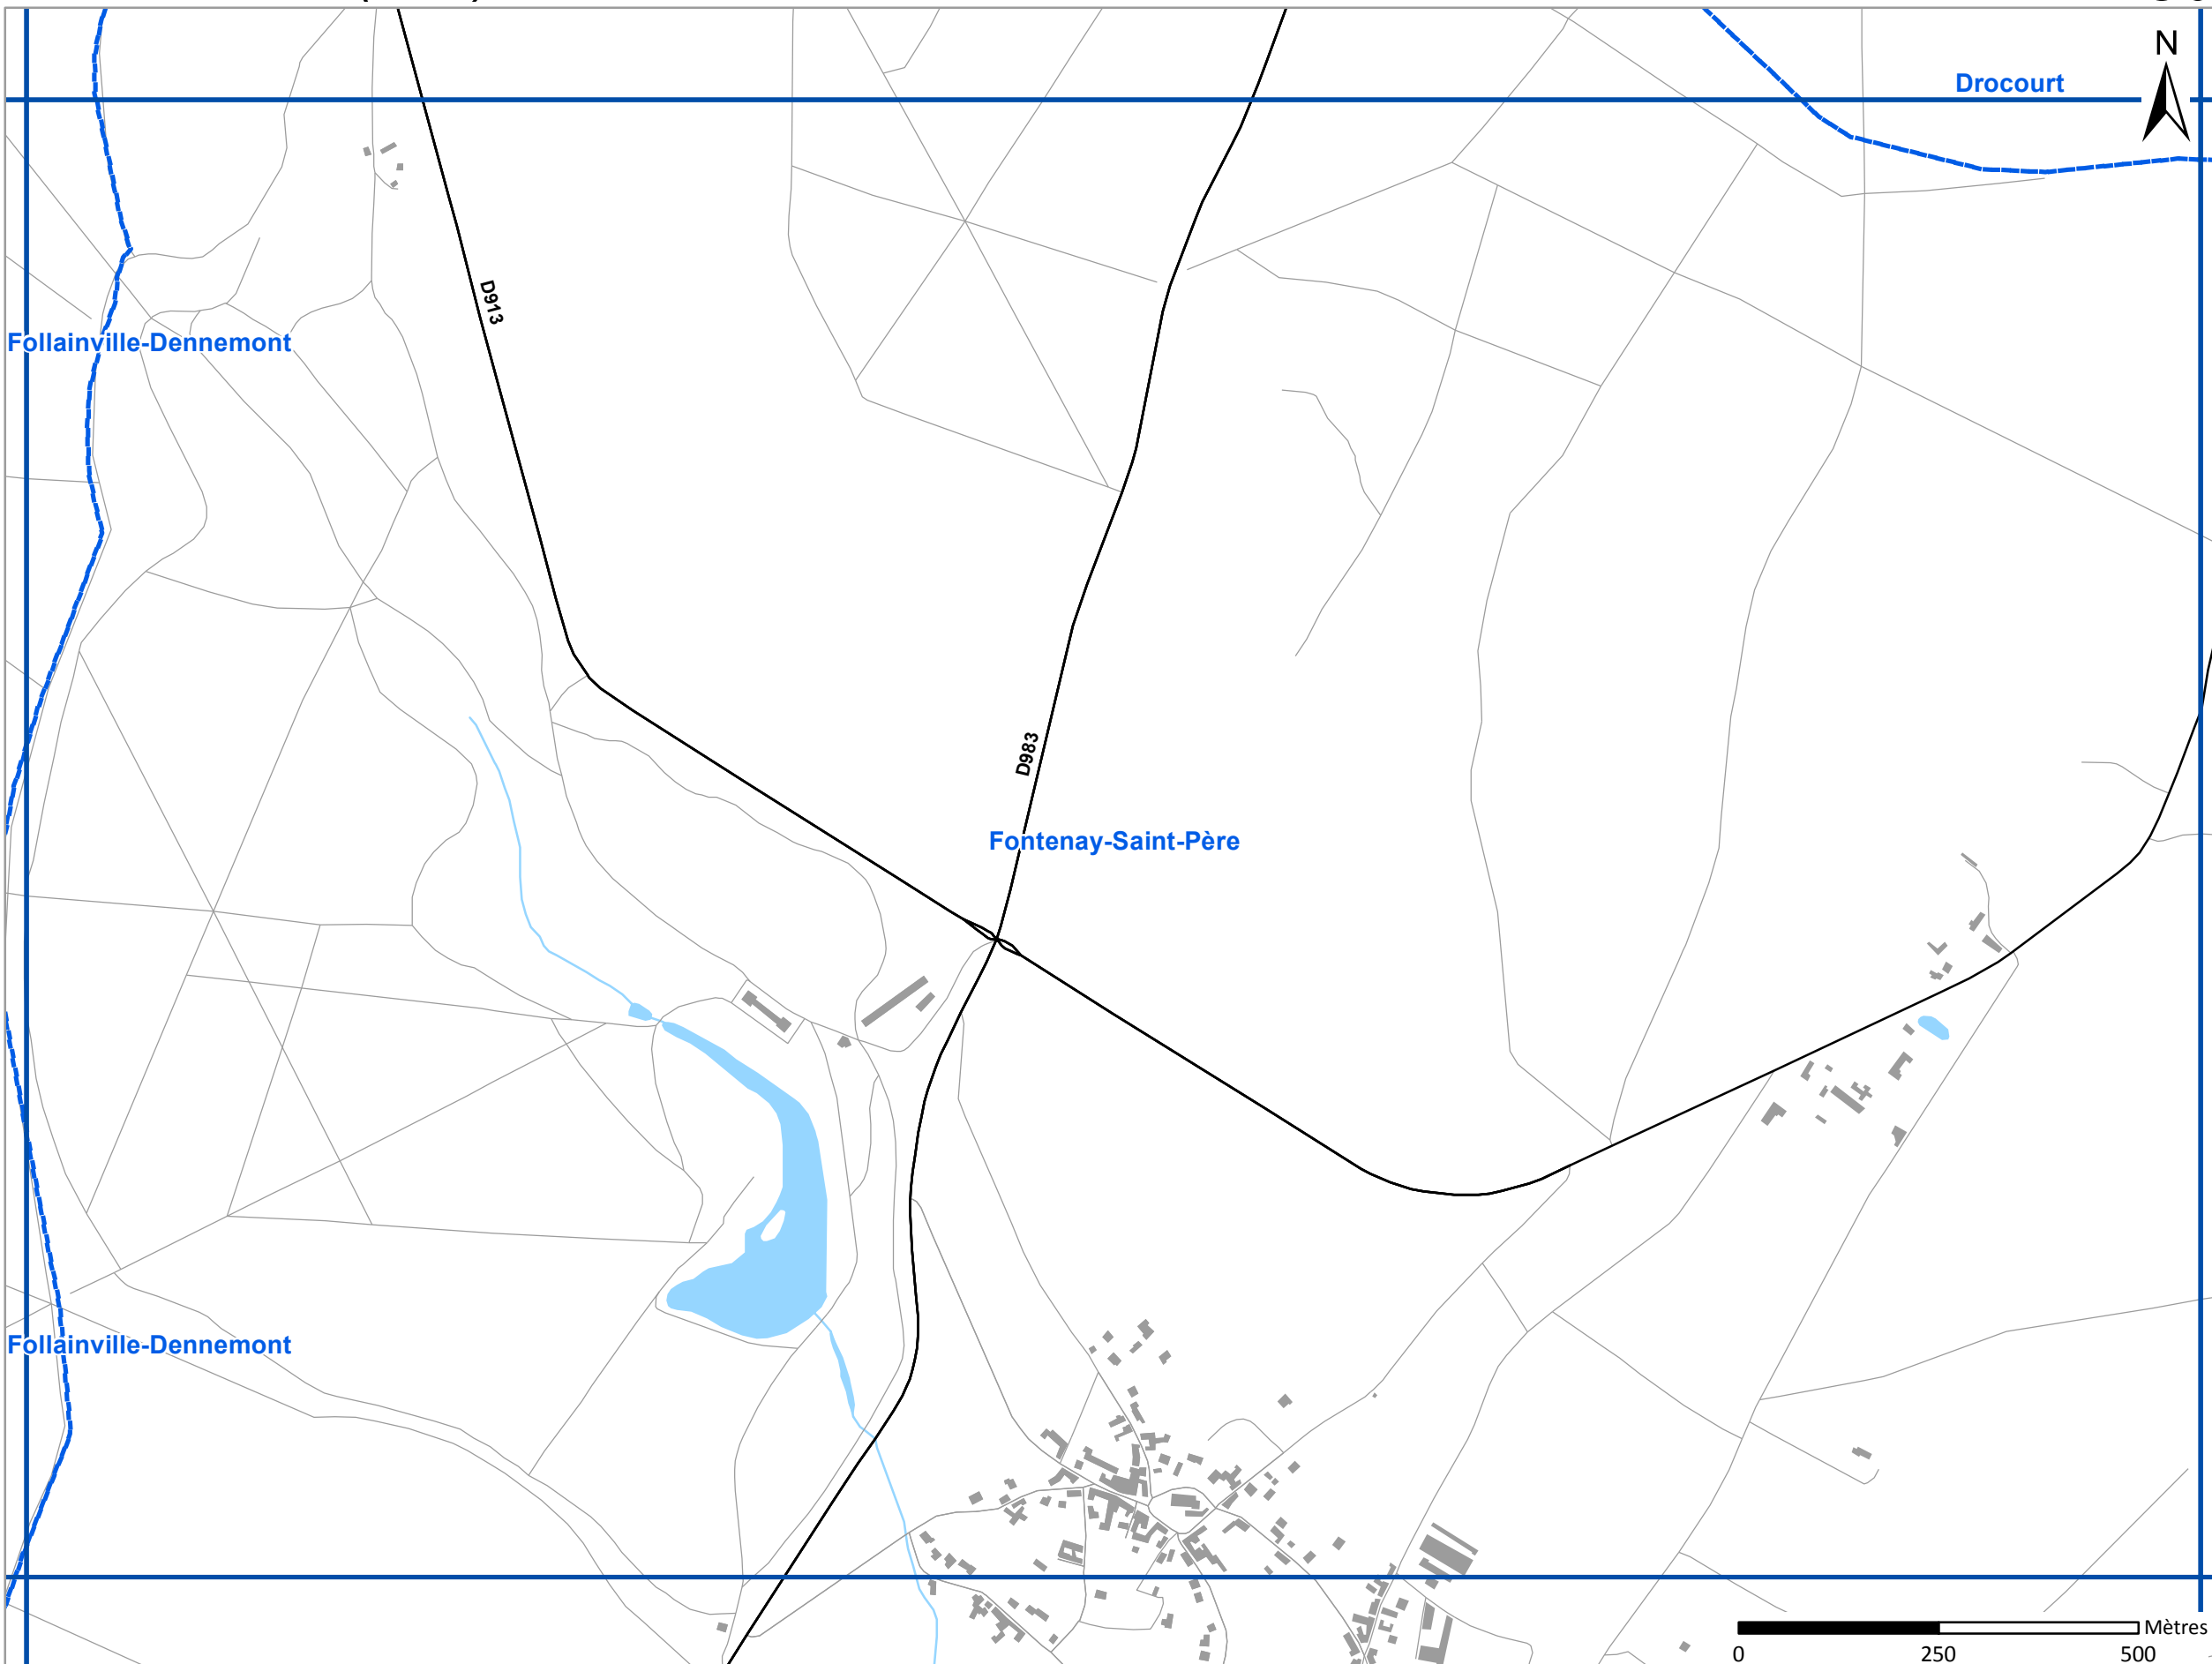 N
Drocourt
D913
Follainville-Dennemont
D983
Fontenay-Saint-Père
Follainville-Dennemont
Mètres
0 250 500